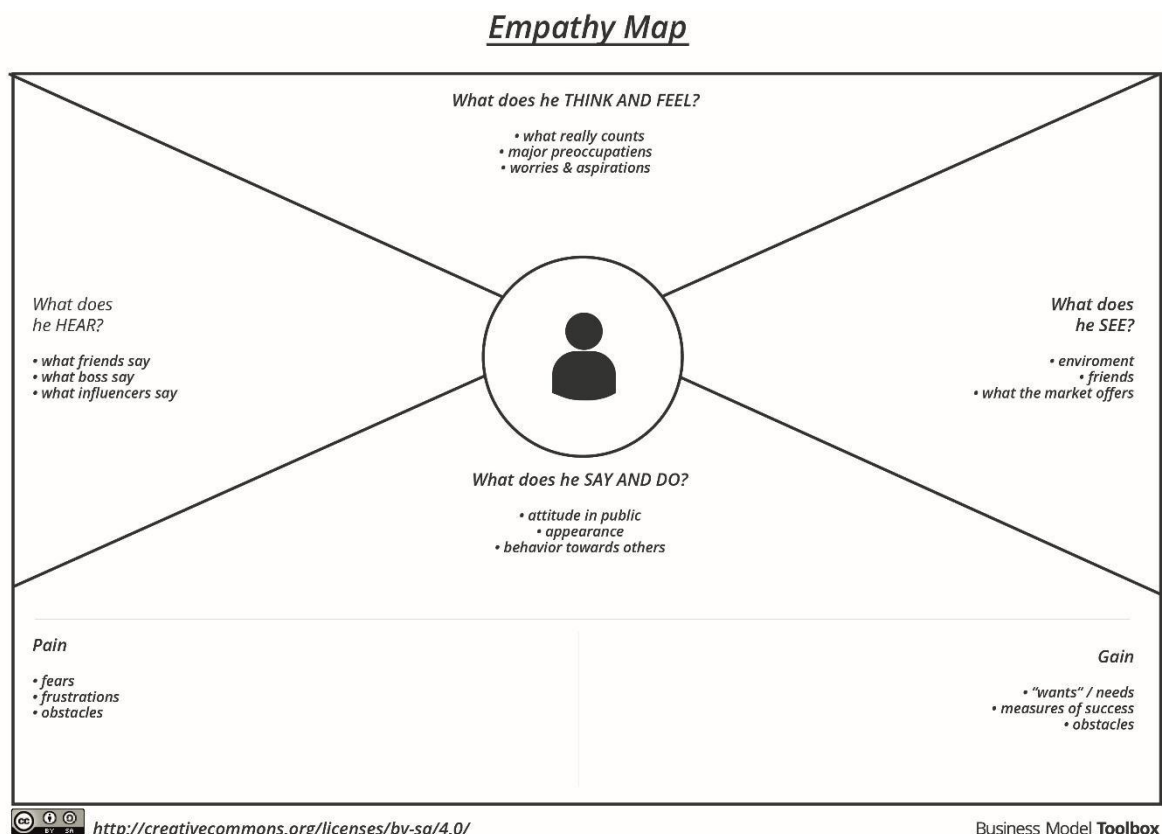 Empathy Map
What does he THINK AND FEEL?
• what really counts
• major preoccupatiens
• worries & aspirations
What does
he HEAR?
• what friends say
• what boss say
• what influencers say
What does
he SEE?
• enviroment
• friends
• what the market offers
What does he SAY AND DO?
• attitude in public
• appearance
• behavior towards others
Pain
• fears
• frustrations
• obstacles
Gain
• “wants” / needs
• measures of success
• obstacles
cc BY SA
http://creativecommons.org/licenses/by-sa/4.0/
Business Model Toolbox